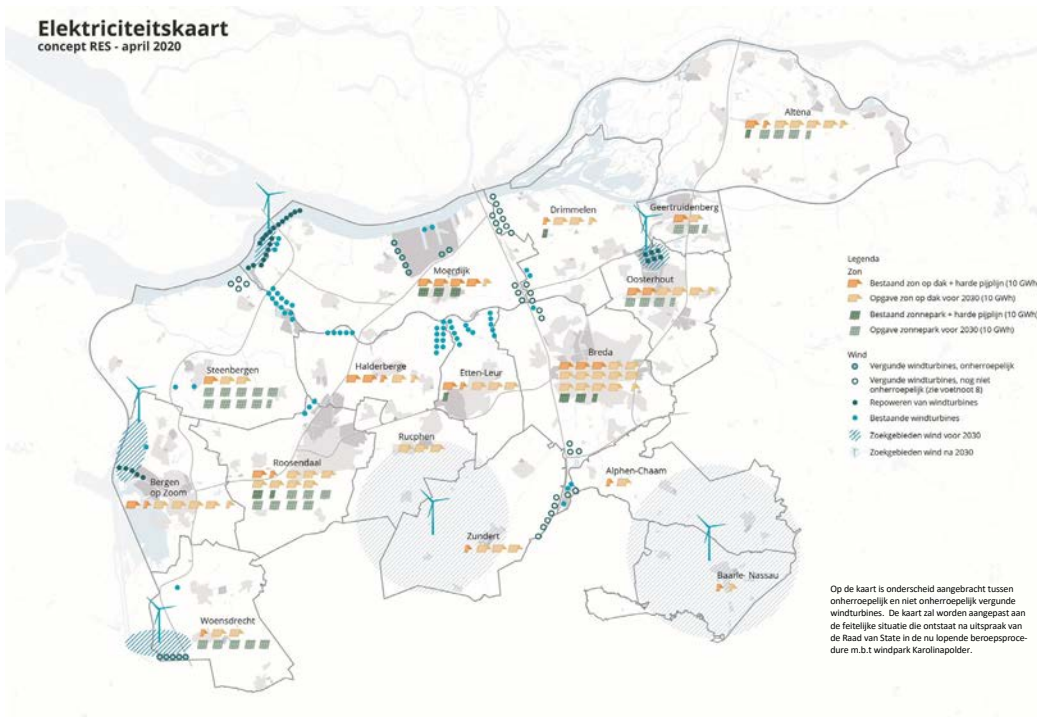 Elektriciteitskaart
concept RES - april 2020
Altena
Geertruidenberg
Drimmelen
Moerdijk
Oosterhout
Breda
Steenbergen
Halderberge
Etten-Leur
Rucphen
Roosendaal
Alphen-Chaam
Bergen
op Zoom
Zundert
Baarle- Nassau
Woensdrecht
Legenda
Zon
Bestaand zon op dak + harde pijplijn (10 GWh)
Opgave zon op dak voor 2030 (10 GWh)
Bestaand zonnepark + harde pijplijn (10 GWh)
Opgave zonnepark voor 2030 (10 GWh)
Wind
Vergunde windturbines, onherroepelijk
Vergunde windturbines, nog niet
onherroepelijk (zie voetnoot 8)
Repoweren van windturbines
Bestaande windturbines
Zoekgebieden wind voor 2030
Zoekgebieden wind na 2030
Op de kaart is onderscheid aangebracht tussen
onherroepelijk en niet onherroepelijk vergunde
windturbines. De kaart zal worden aangepast aan
de feitelijke situatie die ontstaat na uitspraak van
de Raad van State in de nu lopende beroepsproce-
dure m.b.t windpark Karolinapolder.